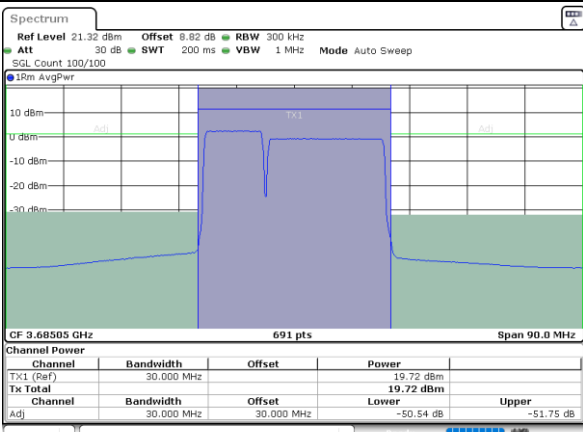 Spectrum
Ref Level 21.32 dBm Offset 8.82 dB RBW 300 kHz
Att 30 dB SWT 200 ms VBW 1 MHz Mode Auto Sweep
SGL Count 100/100
1Rm AvgPwr
TX1
10 dBm
Adj Adj
0 dBm
-10 dBm
-20 dBm
-30 dBm
CF 3.68505 GHz 691 pts Span 90.0 MHz
Channel Power
Channel Bandwidth Offset Power
TX1 (Ref) 30.000 MHz 19.72 dBm
Tx Total 19.72 dBm
Channel Bandwidth Offset Lower Upper
Adj 30.000 MHz 30.000 MHz -50.54 dB -51.75 dB